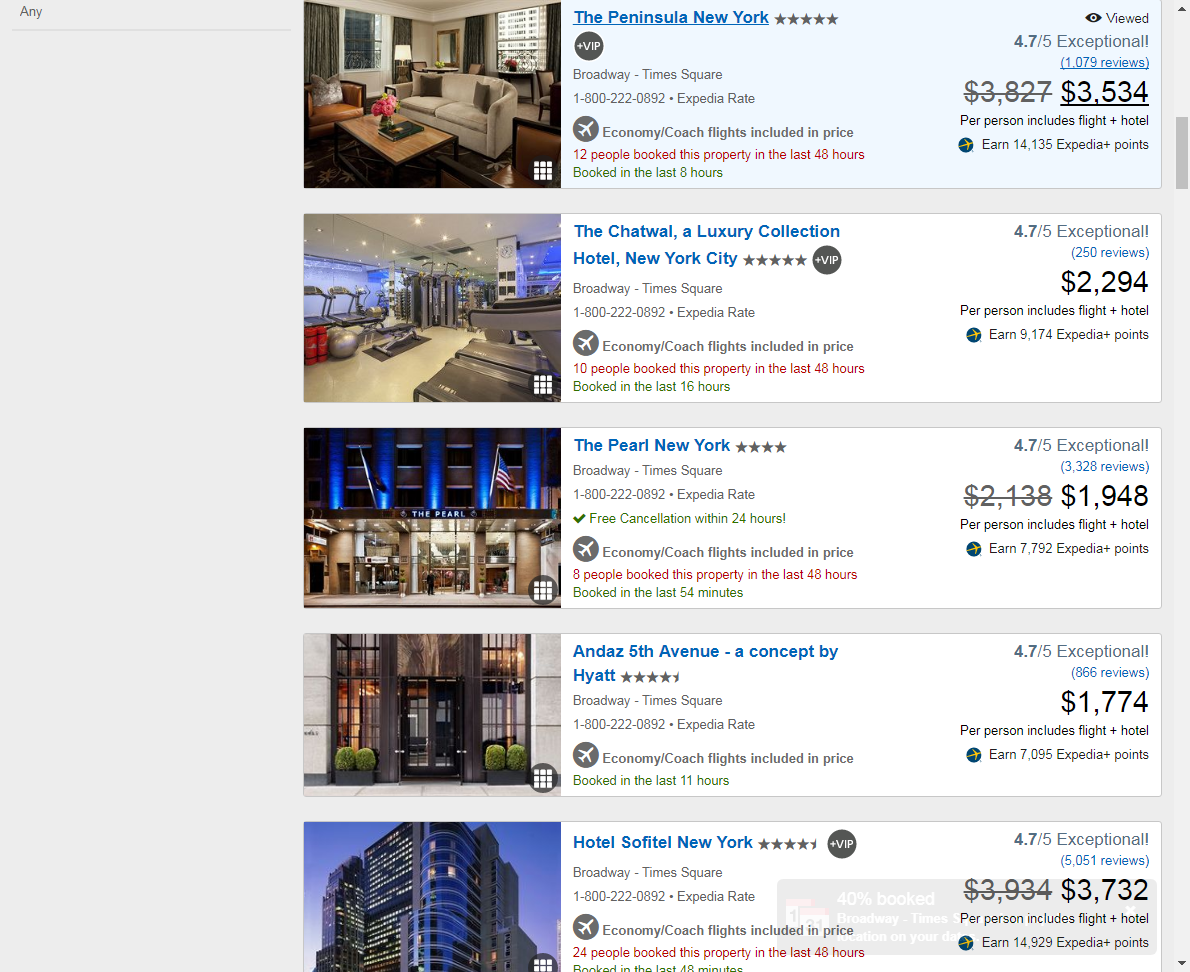 Any
The Peninsula New York
Viewed
+VIP
4.7/5 Exceptional!
(1,079 reviews)
Broadway - Times Square
$3,827 $3,534
1-800-222-0892 • Expedia Rate
Per person includes flight + hotel
Economy/Coach flights included in price
Earn 14,135 Expedia+ points
12 people booked this property in the last 48 hours
Booked in the last 8 hours
The Chatwal, a Luxury Collection
Hotel, New York City
+VIP
4.7/5 Exceptional!
(250 reviews)
Broadway - Times Square
$2,294
1-800-222-0892 • Expedia Rate
Per person includes flight + hotel
Economy/Coach flights included in price
Earn 9,174 Expedia+ points
10 people booked this property in the last 48 hours
Booked in the last 16 hours
THE PEARL
The Pearl New York
4.7/5 Exceptional!
(3,328 reviews)
Broadway - Times Square
$2,138 $1,948
1-800-222-0892 • Expedia Rate
Free Cancellation within 24 hours!
Per person includes flight + hotel
Economy/Coach flights included in price
Earn 7,792 Expedia+ points
8 people booked this property in the last 48 hours
Booked in the last 54 minutes
Andaz 5th Avenue - a concept by
Hyatt
4.7/5 Exceptional!
(866 reviews)
Broadway - Times Square
$1,774
1-800-222-0892 • Expedia Rate
Per person includes flight + hotel
Economy/Coach flights included in price
Earn 7,095 Expedia+ points
Booked in the last 11 hours
Hotel Sofitel New York
+VIP
4.7/5 Exceptional!
(5,051 reviews)
Broadway - Times Square
$3,934 $3,732
1-800-222-0892 • Expedia Rate
Per person includes flight + hotel
Economy/Coach flights included in price
Earn 14,929 Expedia+ points
24 people booked this property in the last 48 hours
Booked in the last 48 minutes
40% booked
Broadway - Times
location on your